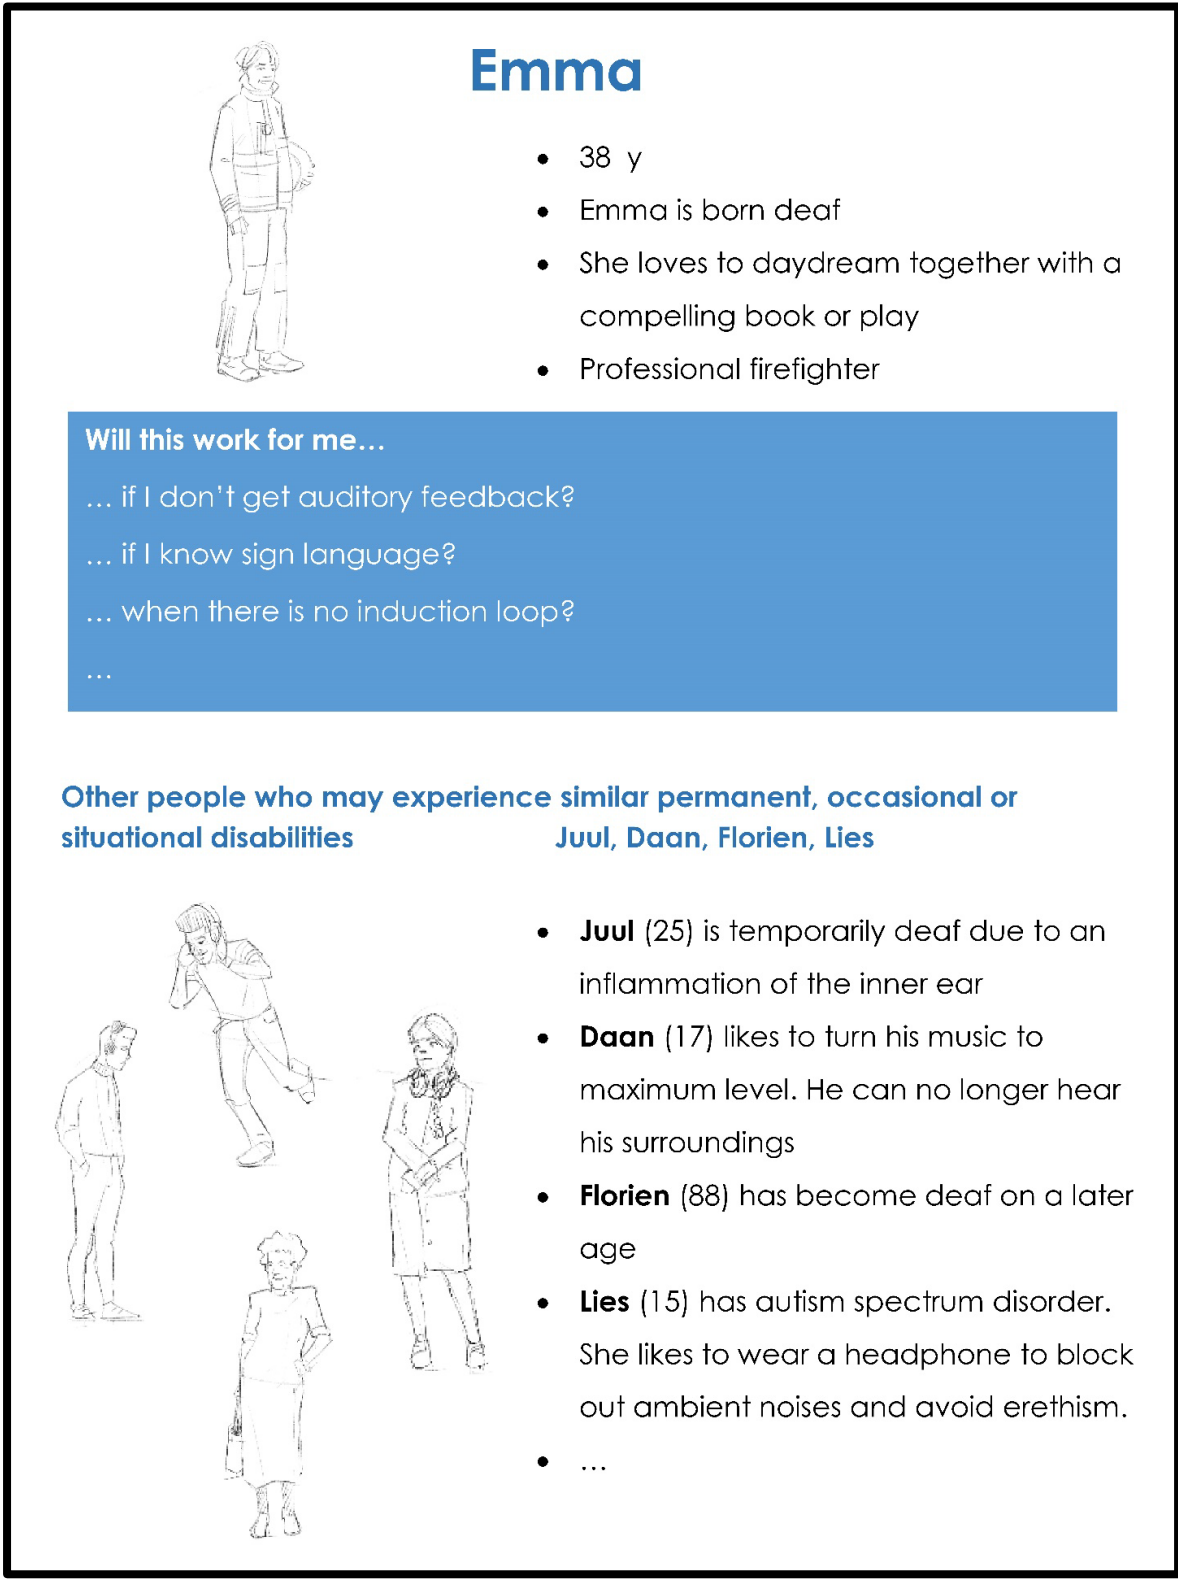 Emma
• 38 y
• Emma is born deaf
• She loves to daydream together with a
compelling book or play
• Professional firefighter
Will this work for me...
... if I don't get auditory feedback?
... if I know sign language?
... when there is no induction loop?
...
Other people who may experience similar permanent, occasional or
situational disabilities Juul, Daan, Florien, Lies
• Juul (25) is temporarily deaf due to an
inflammation of the inner ear
• Daan (17) likes to turn his music to
maximum level. He can no longer hear
his surroundings
• Florien (88) has become deaf on a later
age
• Lies (15) has autism spectrum disorder.
She likes to wear a headphone to block
out ambient noises and avoid erethism.
• ...